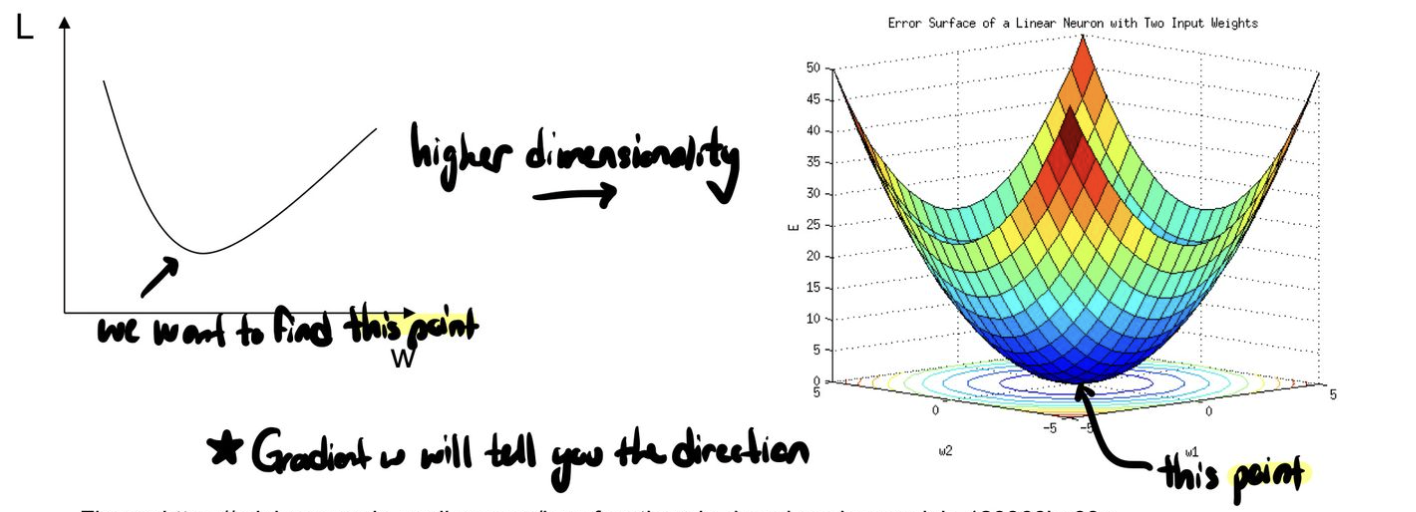 L
higher dimensionality
we want to find this point
w
Error Surface of a Linear Neuron with Two Input Weights
50
45
40
35
30
25
20
15
10
5
0
E
5
0
-5
-5
0
5
w2
w1
this point
★ Gradient w will tell you the direction